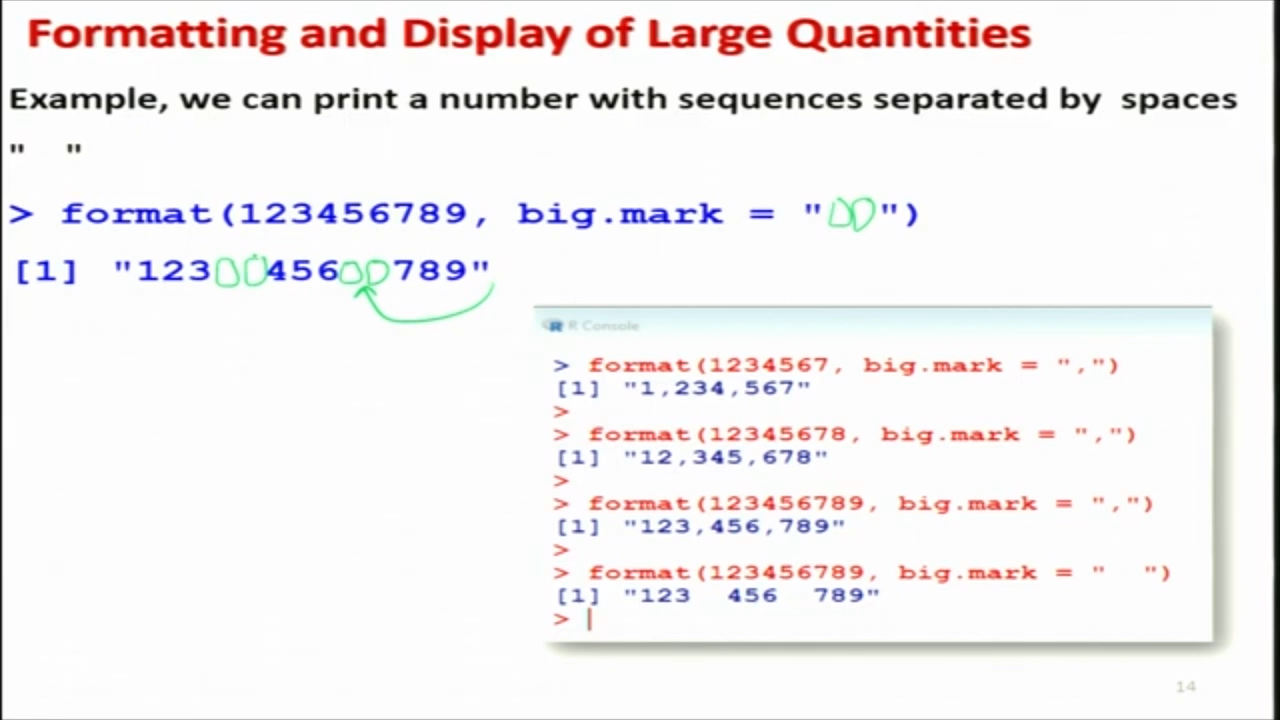 Formatting and Display of Large Quantities
Example, we can print a number with sequences separated by  spaces
"  "
> format(123456789, big.mark = "  ")
[1] "123  456  789"
R Console
> format(1234567, big.mark = ",")
[1] "1,234,567"
>
> format(12345678, big.mark = ",")
[1] "12,345,678"
>
> format(123456789, big.mark = ",")
[1] "123,456,789"
>
> format(123456789, big.mark = "  ")
[1] "123  456  789"
>
14